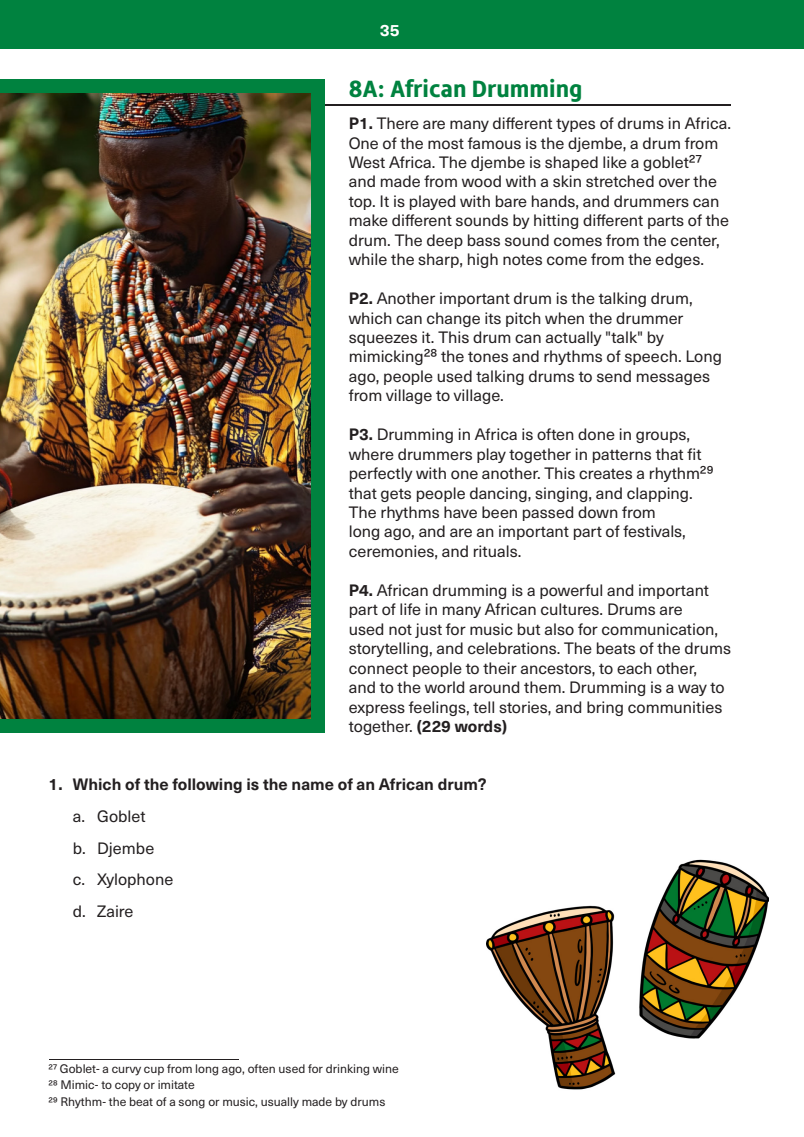 35
8A: African Drumming
P1. There are many different types of drums in Africa.
One of the most famous is the djembe, a drum from
West Africa. The djembe is shaped like a goblet²⁷
and made from wood with a skin stretched over the
top. It is played with bare hands, and drummers can
make different sounds by hitting different parts of the
drum. The deep bass sound comes from the center,
while the sharp, high notes come from the edges.
P2. Another important drum is the talking drum,
which can change its pitch when the drummer
squeezes it. This drum can actually "talk" by
mimicking²⁸ the tones and rhythms of speech. Long
ago, people used talking drums to send messages
from village to village.
P3. Drumming in Africa is often done in groups,
where drummers play together in patterns that fit
perfectly with one another. This creates a rhythm²⁹
that gets people dancing, singing, and clapping.
The rhythms have been passed down from
long ago, and are an important part of festivals,
ceremonies, and rituals.
P4. African drumming is a powerful and important
part of life in many African cultures. Drums are
used not just for music but also for communication,
storytelling, and celebrations. The beats of the drums
connect people to their ancestors, to each other,
and to the world around them. Drumming is a way to
express feelings, tell stories, and bring communities
together. (229 words)
1. Which of the following is the name of an African drum?
a. Goblet
b. Djembe
c. Xylophone
d. Zaire
²⁷ Goblet- a curvy cup from long ago, often used for drinking wine
²⁸ Mimic- to copy or imitate
²⁹ Rhythm- the beat of a song or music, usually made by drums